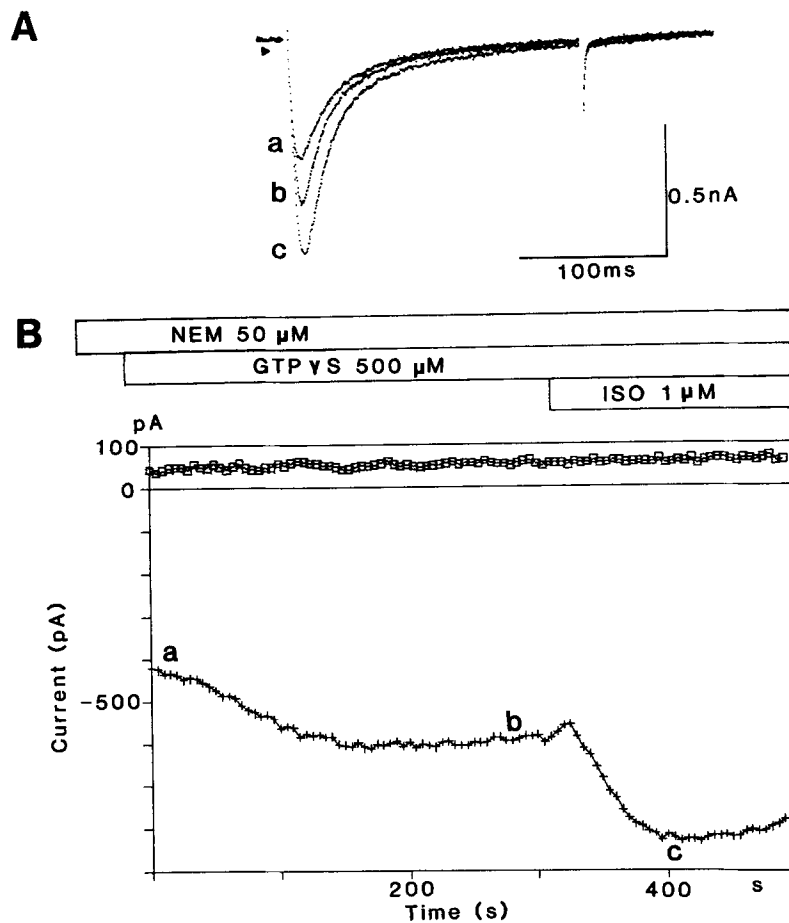 A
a
b
c
0.5nA
100ms
B
NEM 50 µM
GTP γ S 500 µM
ISO 1 µM
pA
100
0
-500
Current (pA)
a
b
c
200
400
s
Time (s)